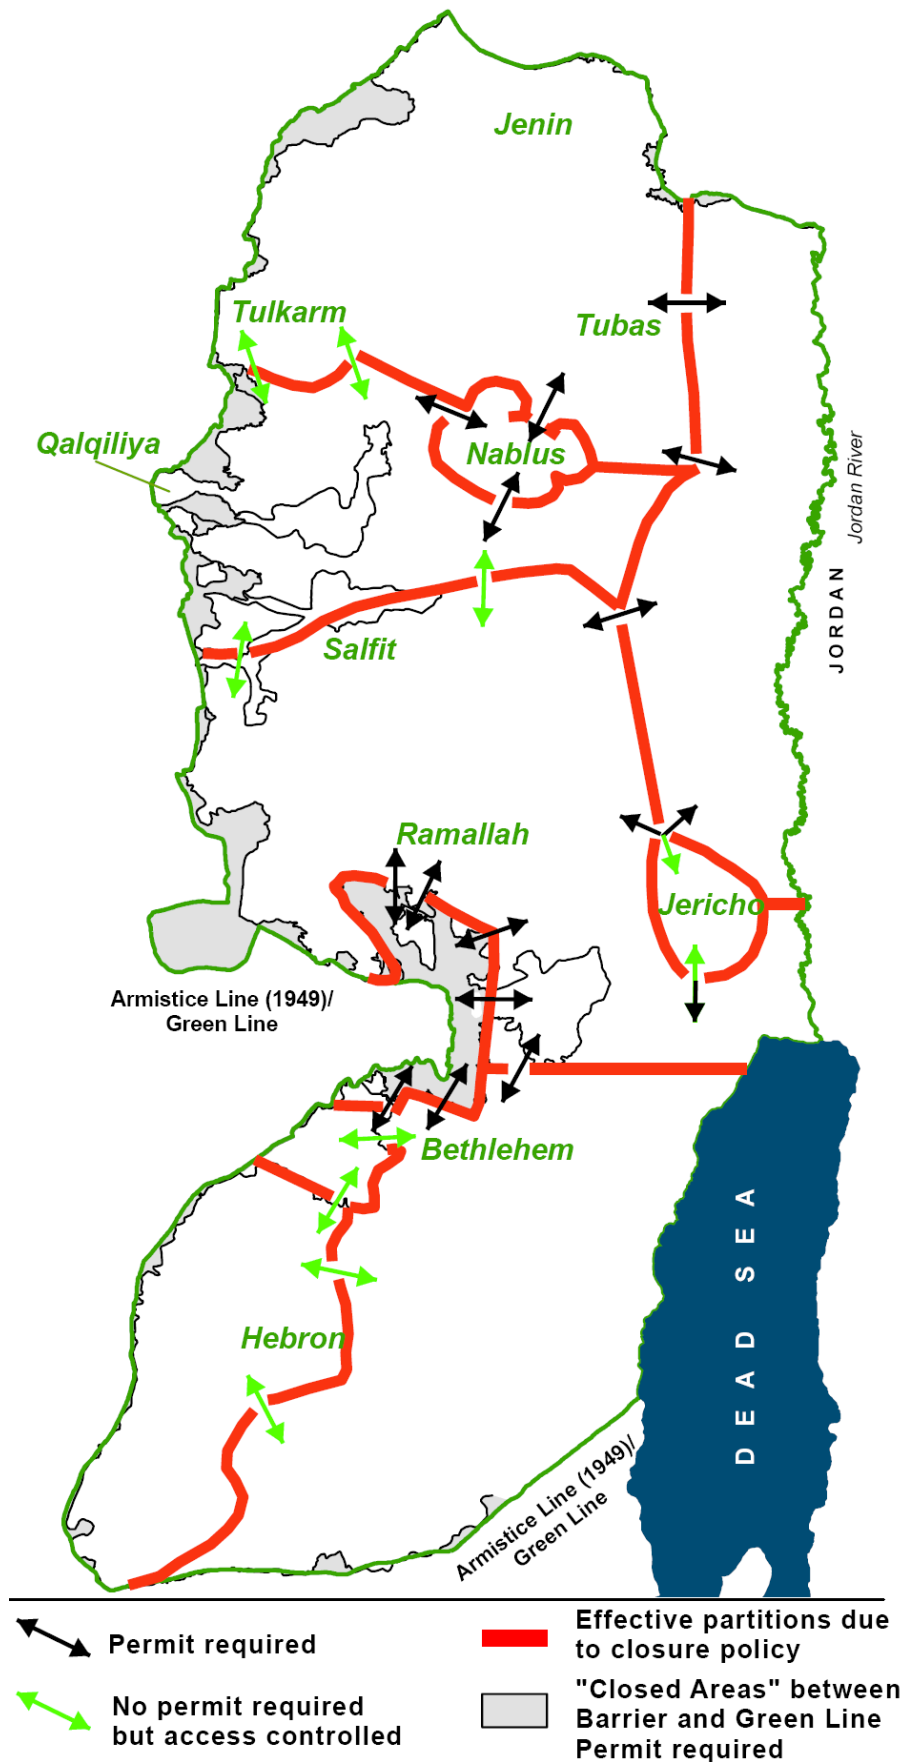 Jenin
Tulkarm
Tubas
Qalqiliya
Nablus
Jordan River
JORDAN
Salfit
Ramallah
Jericho
Armistice Line (1949)/
Green Line
Bethlehem
DEAD SEA
Hebron
Armistice Line (1949)/
Green Line
Permit required
No permit required
but access controlled
Effective partitions due
to closure policy
"Closed Areas" between
Barrier and Green Line
Permit required